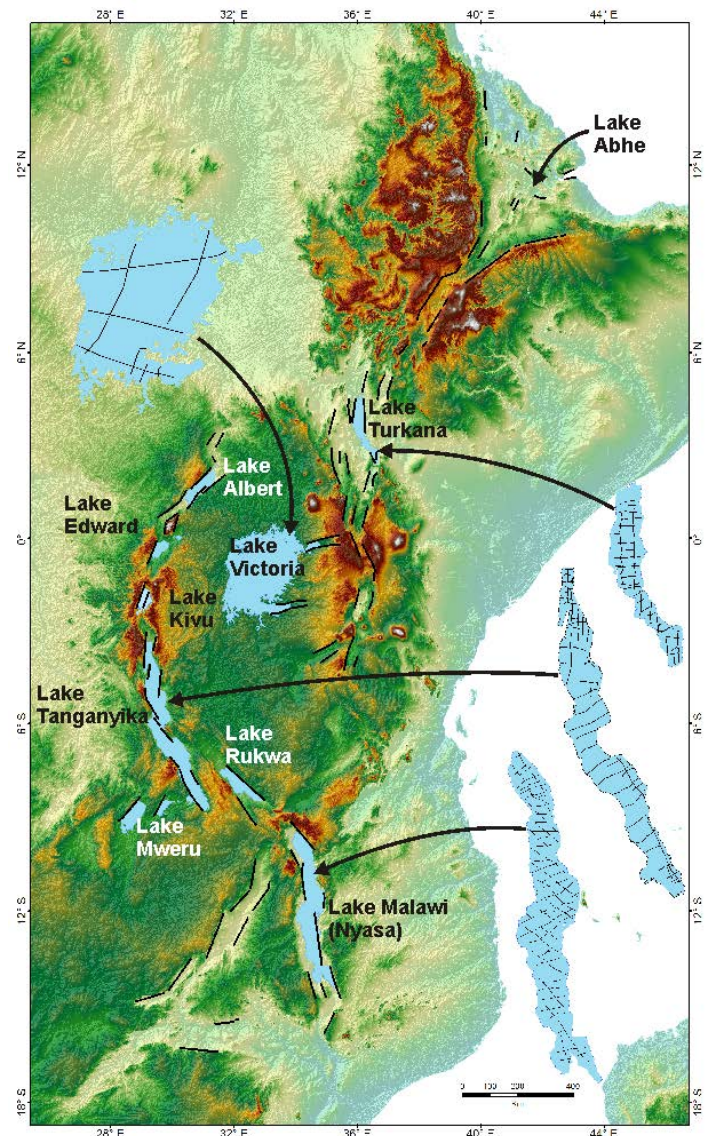 28° E
32° E
36° E
40° E
44° E
12° N
12° N
Lake
Abhe
6° N
6° N
Lake
Turkana
Lake
Albert
Lake
Edward
0°
0°
Lake
Victoria
Lake
Kivu
Lake
Tanganyika
6° S
6° S
Lake
Rukwa
Lake
Mweru
Lake Malawi
(Nyasa)
12° S
12° S
0 100 200 400
18° S
18° S
28° E
32° E
36° E
40° E
44° E